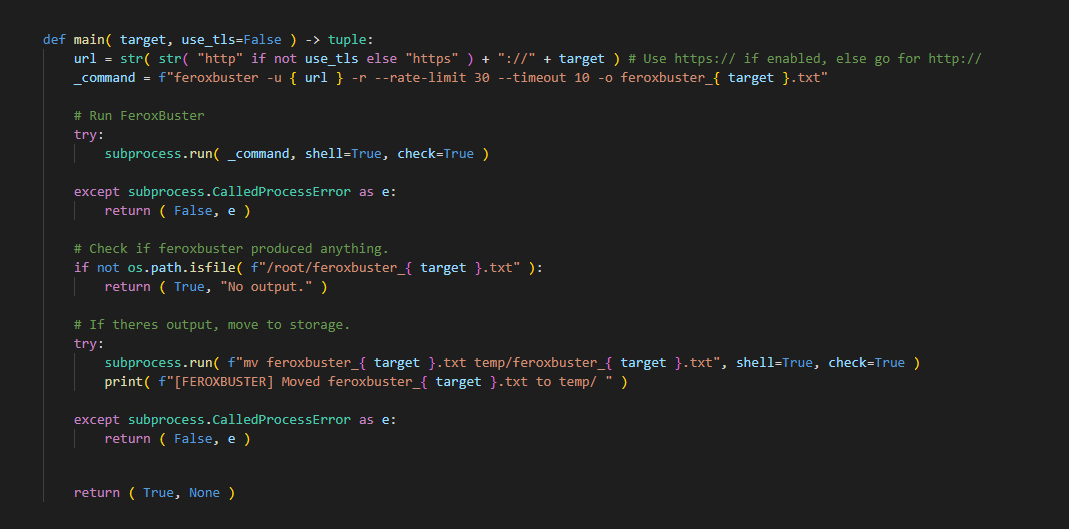 def main( target, use_tls=False ) -> tuple:
    url = str( str( "http" if not use_tls else "https" ) + "://" + target ) # Use https:// if enabled, else go for http://
    _command = f"feroxbuster -u { url } -r --rate-limit 30 --timeout 10 -o feroxbuster_{ target }.txt"
    # Run FeroxBuster
    try:
        subprocess.run( _command, shell=True, check=True )
    except subprocess.CalledProcessError as e:
        return ( False, e )
    # Check if feroxbuster produced anything.
    if not os.path.isfile( f"/root/feroxbuster_{ target }.txt" ):
        return ( True, "No output." )
    # If theres output, move to storage.
    try:
        subprocess.run( f"mv feroxbuster_{ target }.txt temp/feroxbuster_{ target }.txt", shell=True, check=True )
        print( f"[FEROXBUSTER] Moved feroxbuster_{ target }.txt to temp/ " )
    except subprocess.CalledProcessError as e:
        return ( False, e )
    return ( True, None )